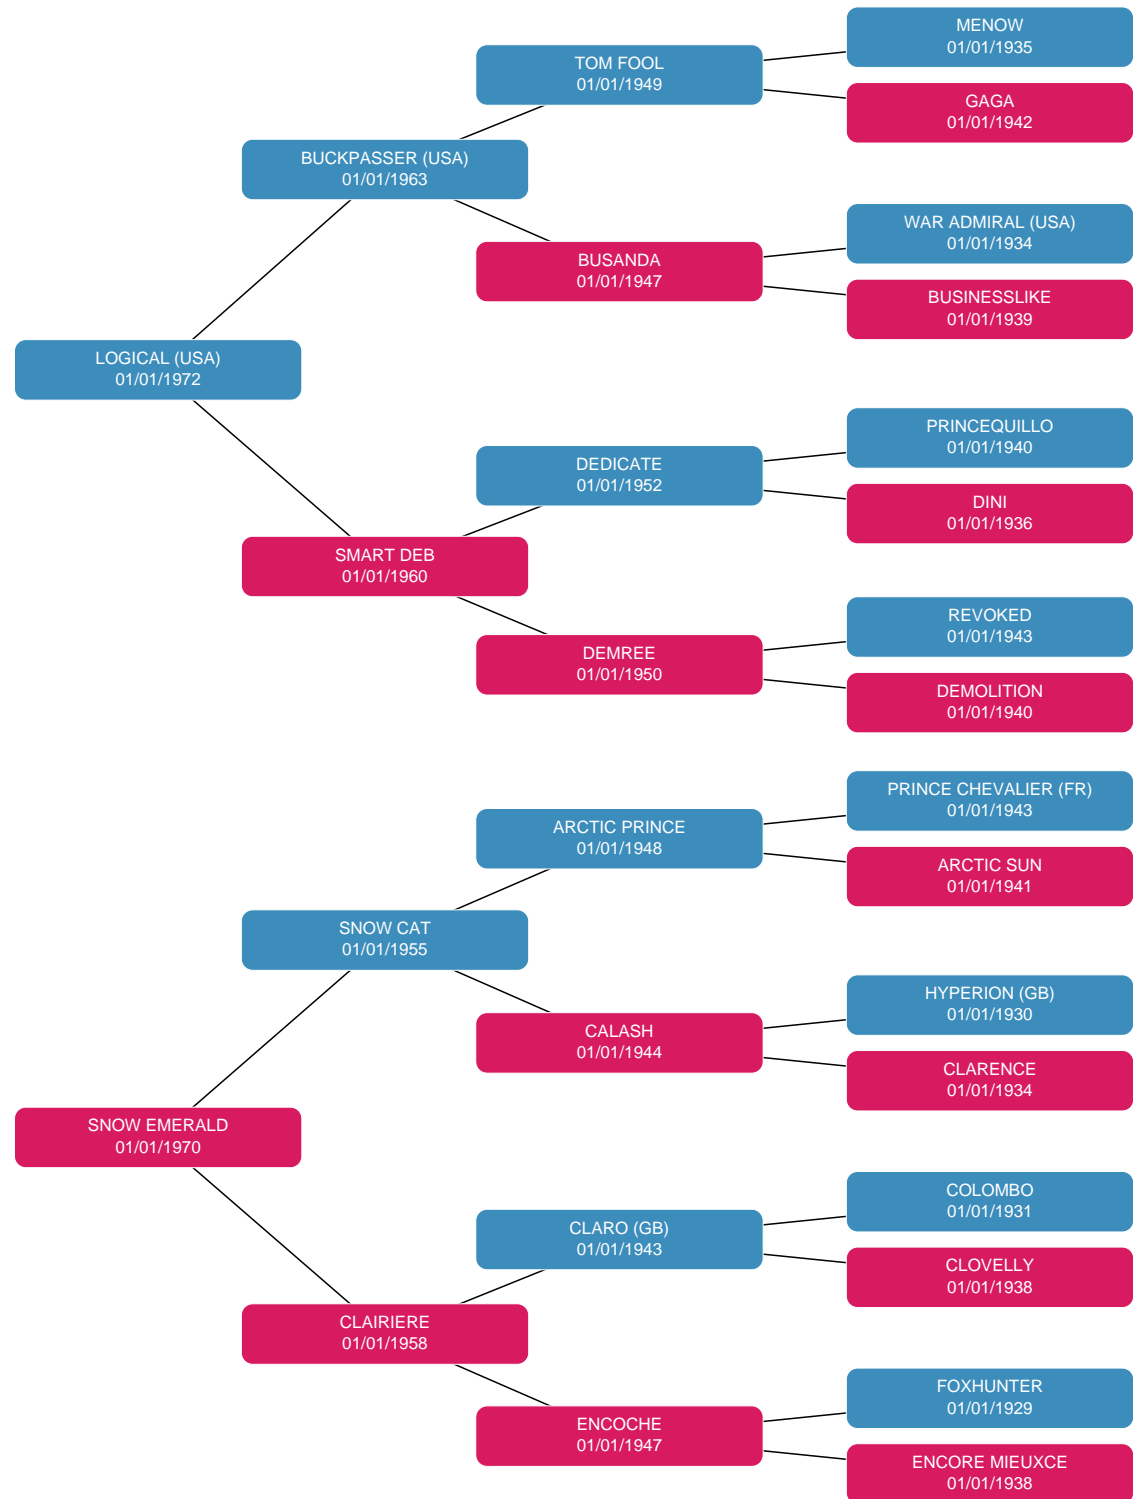 MENOW
01/01/1935
TOM FOOL
01/01/1949
GAGA
01/01/1942
BUCKPASSER (USA)
01/01/1963
WAR ADMIRAL (USA)
01/01/1934
BUSANDA
01/01/1947
BUSINESSLIKE
01/01/1939
LOGICAL (USA)
01/01/1972
PRINCEQUILLO
01/01/1940
DEDICATE
01/01/1952
DINI
01/01/1936
SMART DEB
01/01/1960
REVOKED
01/01/1943
DEMREE
01/01/1950
DEMOLITION
01/01/1940
PRINCE CHEVALIER (FR)
01/01/1943
ARCTIC PRINCE
01/01/1948
ARCTIC SUN
01/01/1941
SNOW CAT
01/01/1955
HYPERION (GB)
01/01/1930
CALASH
01/01/1944
CLARENCE
01/01/1934
SNOW EMERALD
01/01/1970
COLOMBO
01/01/1931
CLARO (GB)
01/01/1943
CLOVELLY
01/01/1938
CLAIRIERE
01/01/1958
FOXHUNTER
01/01/1929
ENCOCHE
01/01/1947
ENCORE MIEUXCE
01/01/1938